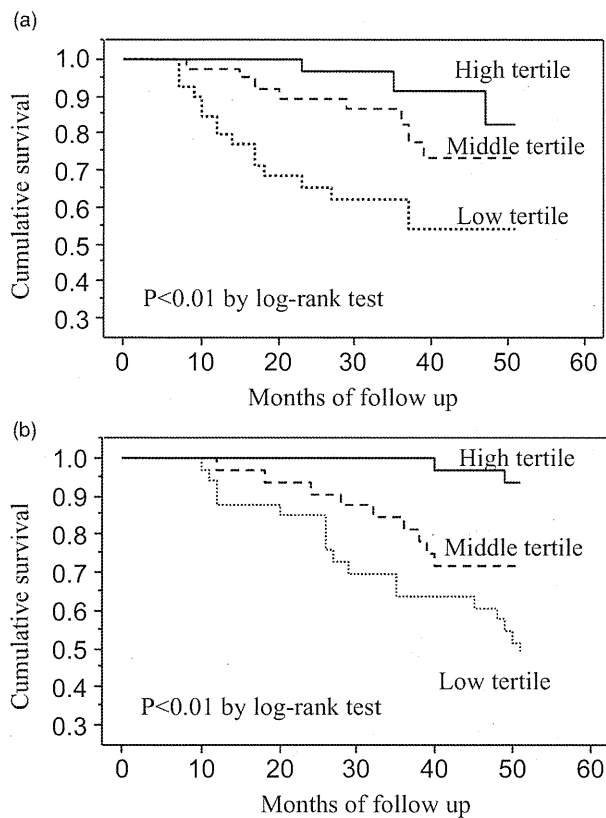 (a)
1.0
High tertile
0.9
0.8
Middle tertile
0.7
0.6
Low tertile
0.5
0.4
P<0.01 by log-rank test
0.3
Cumulative survival
0 10 20 30 40 50 60
Months of follow up
(b)
1.0
High tertile
0.9
0.8
Middle tertile
0.7
0.6
0.5
Low tertile
0.4
P<0.01 by log-rank test
0.3
Cumulative survival
0 10 20 30 40 50 60
Months of follow up